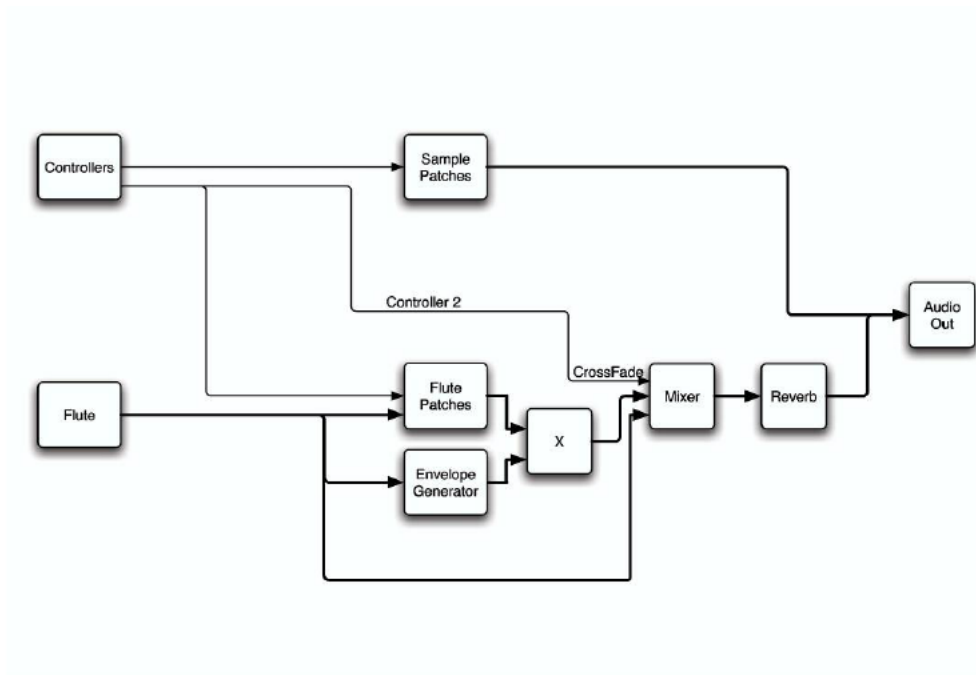 Controllers
Sample
Patches
Controller 2
Audio
Out
CrossFade
Flute
Flute
Patches
Mixer
Reverb
X
Envelope
Generator